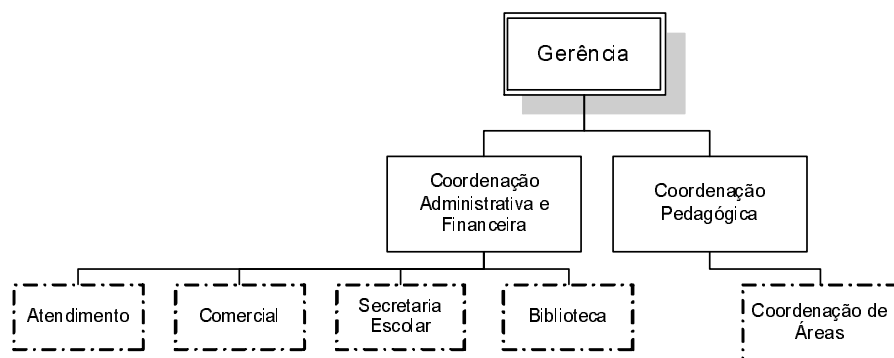 Gerência
Coordenação
Administrativa e
Financeira
Coordenação
Pedagógica
Atendimento
Comercial
Secretaria
Escolar
Biblioteca
Coordenação de
Áreas